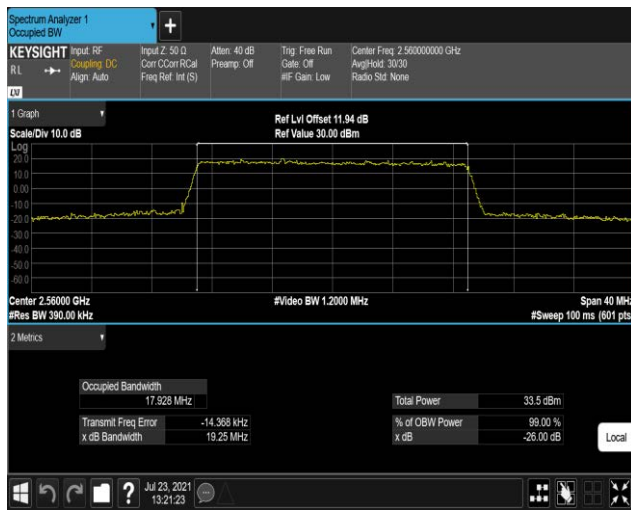 Spectrum Analyzer 1
Occupied BW
KEYSIGHT
RL
LXI
Input: RF
Coupling: DC
Align: Auto
Input Z: 50 Ω
Corr CCorr RCal
Freq Ref: Int (S)
Atten: 40 dB
Preamp: Off
Trig: Free Run
Gate: Off
#IF Gain: Low
Center Freq: 2.560000000 GHz
Avg|Hold: 30/30
Radio Std: None
1 Graph
Scale/Div 10.0 dB
Ref Lvl Offset 11.94 dB
Ref Value 30.00 dBm
Log
20.0
10.0
0.00
-10.0
-20.0
-30.0
-40.0
-50.0
-60.0
Center 2.56000 GHz
#Res BW 390.00 kHz
#Video BW 1.2000 MHz
Span 40 MHz
#Sweep 100 ms (601 pts
2 Metrics
Occupied Bandwidth
17.928 MHz
Total Power 33.5 dBm
Transmit Freq Error -14.368 kHz
% of OBW Power 99.00 %
x dB Bandwidth 19.25 MHz
x dB -26.00 dB
Local
?
Jul 23, 2021
13:21:23